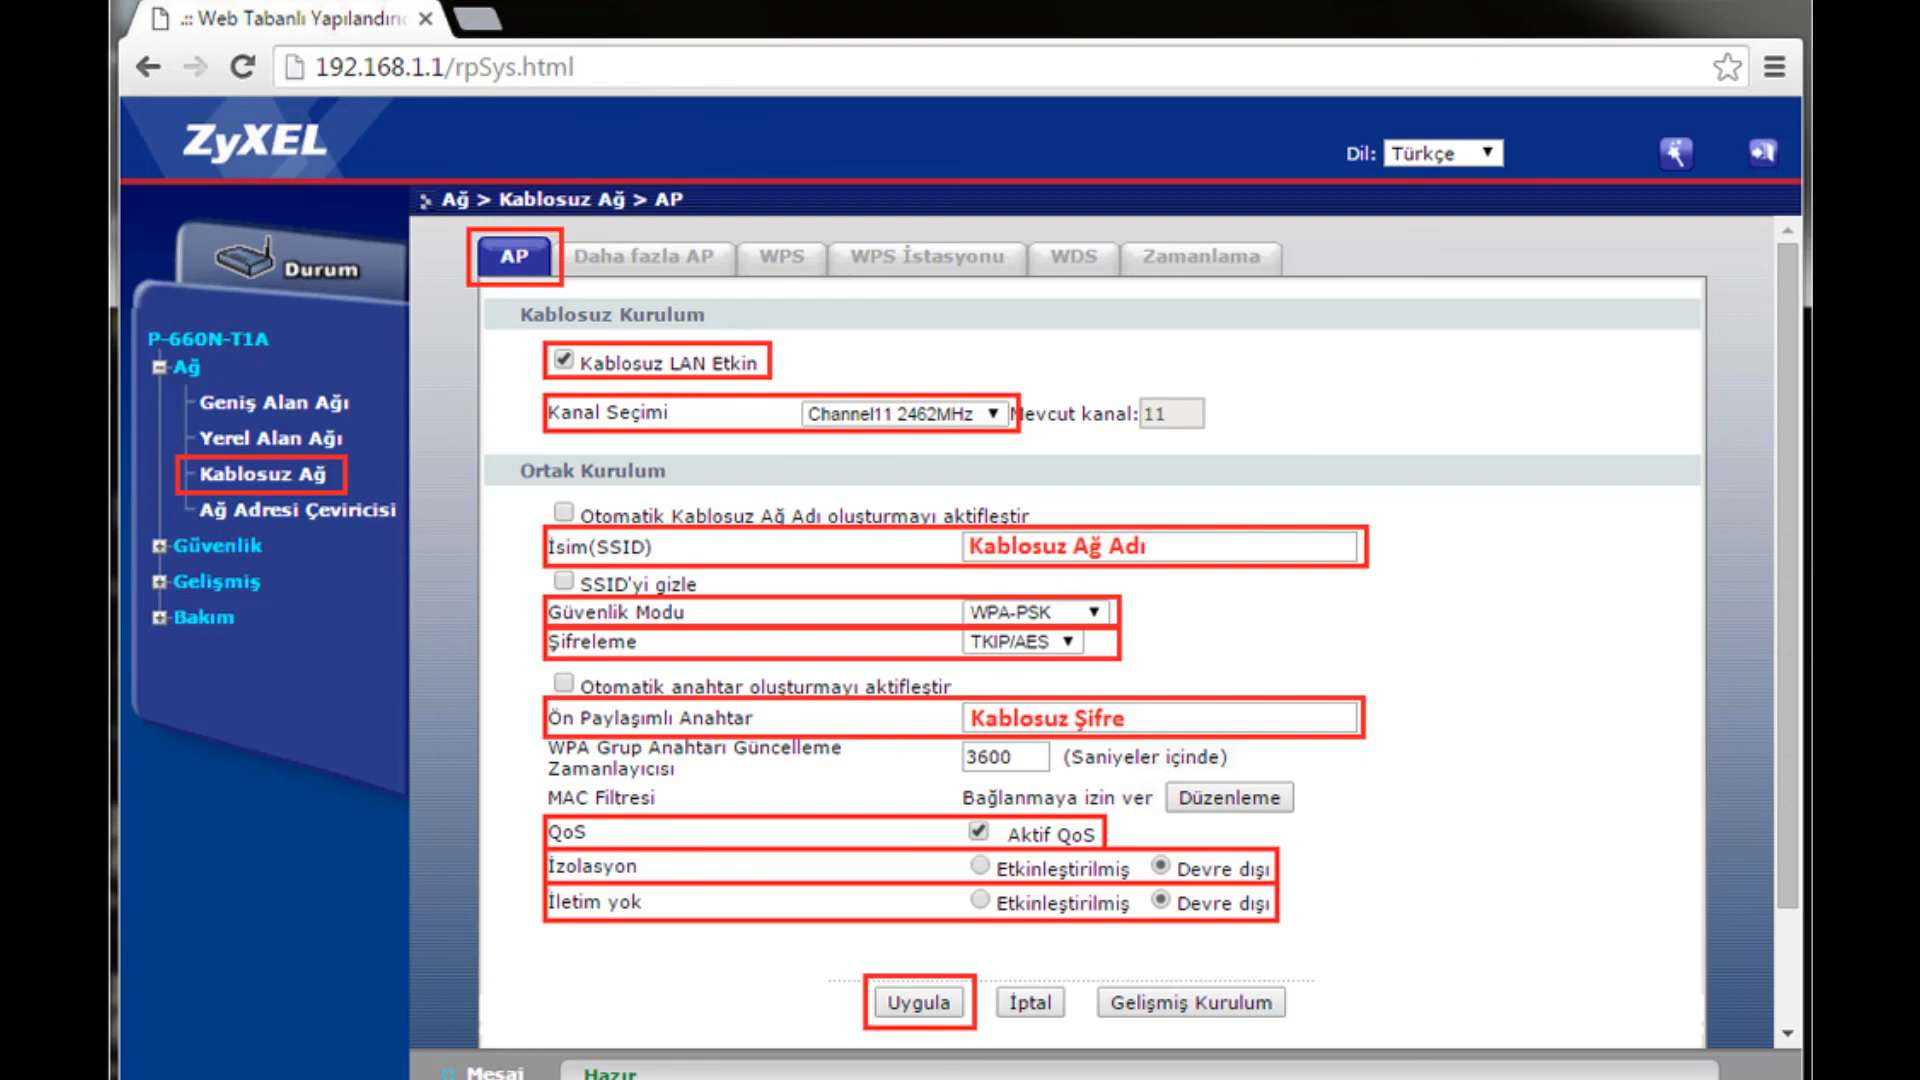 .:: Web Tabanlı Yapılandırı
192.168.1.1/rpSys.html
ZyXEL
Dil: Türkçe
Ağ > Kablosuz Ağ > AP
Durum
P-660N-T1A
Ağ
Geniş Alan Ağı
Yerel Alan Ağı
Kablosuz Ağ
Ağ Adresi Çeviricisi
Güvenlik
Gelişmiş
Bakım
AP Daha fazla AP WPS WPS İstasyonu WDS Zamanlama
Kablosuz Kurulum
Kablosuz LAN Etkin
Kanal Seçimi Channel11 2462MHz Mevcut kanal: 11
Ortak Kurulum
Otomatik Kablosuz Ağ Adı oluşturmayı aktifleştir
İsim(SSID) Kablosuz Ağ Adı
SSID'yi gizle
Güvenlik Modu WPA-PSK
Şifreleme TKIP/AES
Otomatik anahtar oluşturmayı aktifleştir
Ön Paylaşımlı Anahtar Kablosuz Şifre
WPA Grup Anahtarı Güncelleme
Zamanlayıcısı 3600 (Saniyeler içinde)
MAC Filtresi Bağlanmaya izin ver Düzenleme
QoS Aktif QoS
İzolasyon Etkinleştirilmiş Devre dışı
İletim yok Etkinleştirilmiş Devre dışı
Uygula İptal Gelişmiş Kurulum
Mesaj Hazır